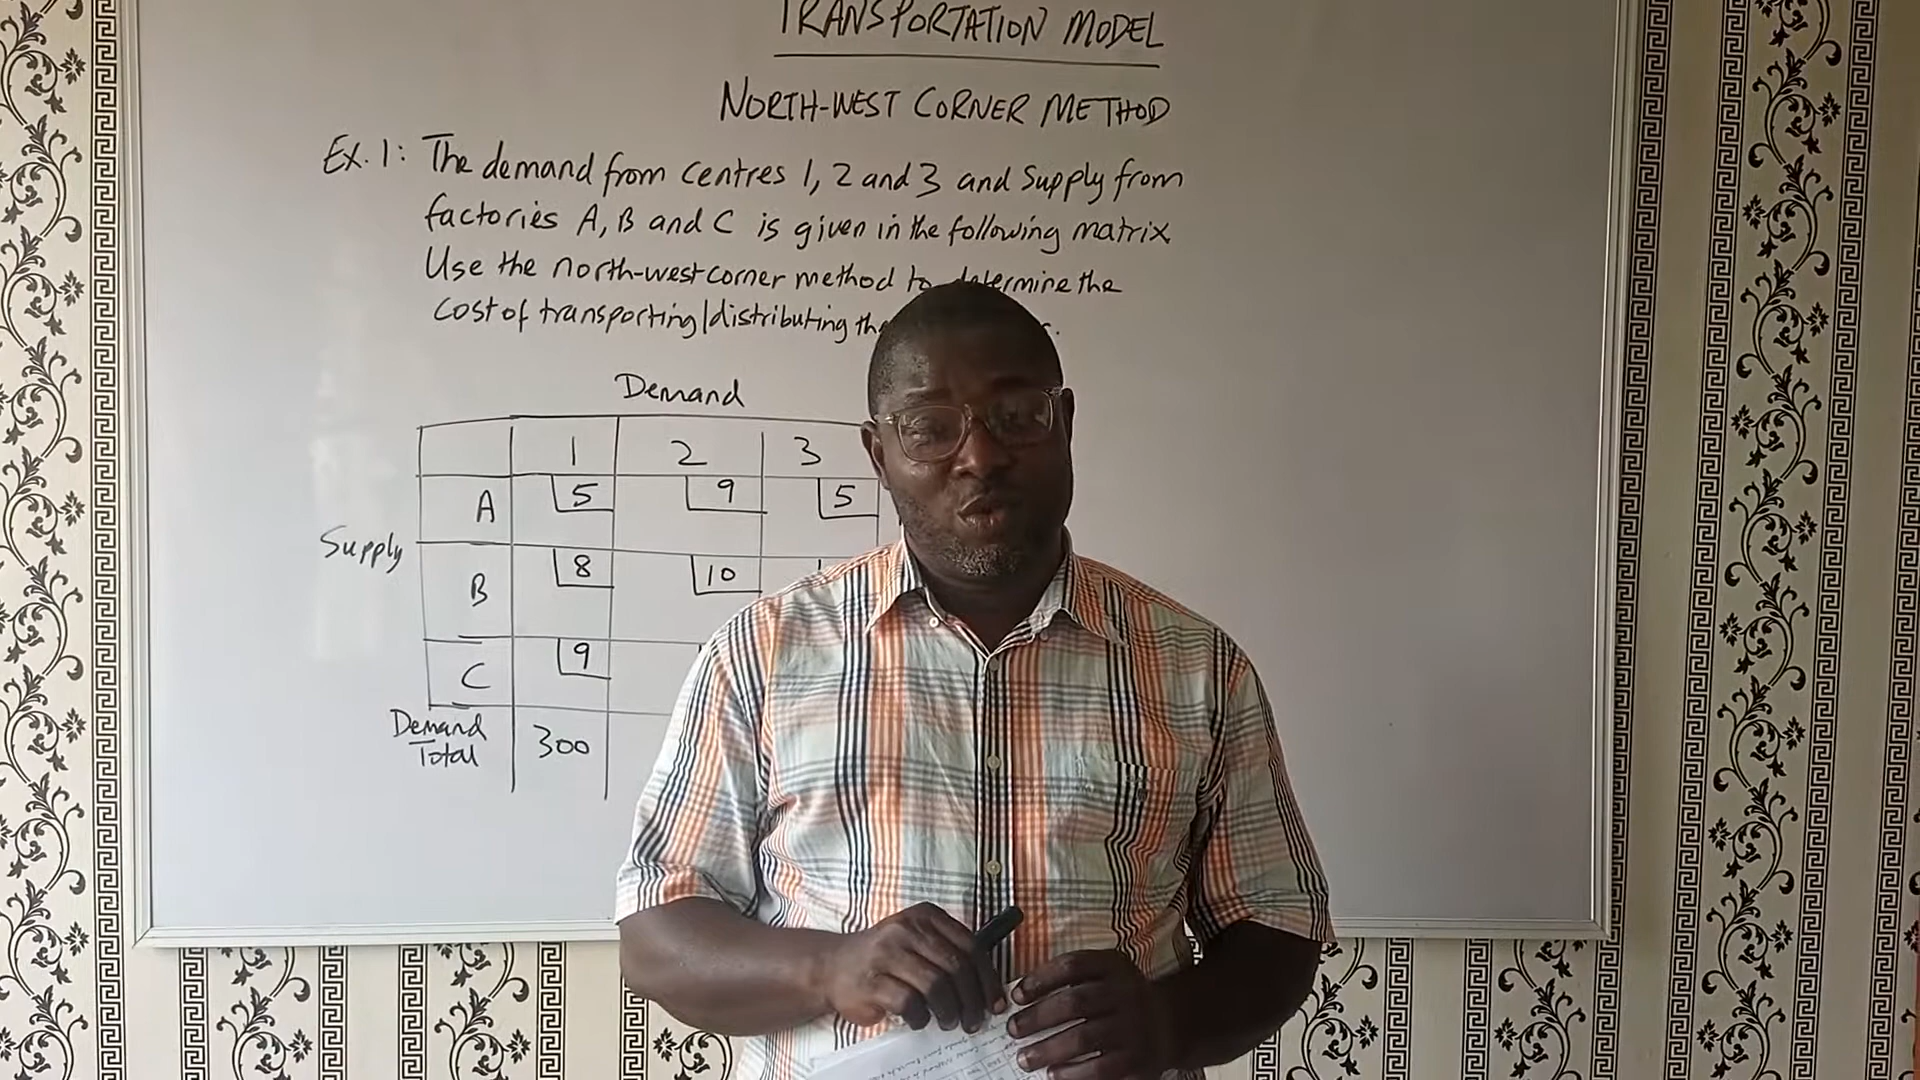 TRANSPORTATION MODEL
NORTH-WEST CORNER METHOD
Ex. 1: The demand from centres 1, 2 and 3 and supply from
factories A, B and C is given in the following matrix
Use the north-west corner method to determine the
cost of transporting/distributing
Demand
1 2 3
A 5 9 5
Supply
B 8 10
C 9
Demand
Total 300